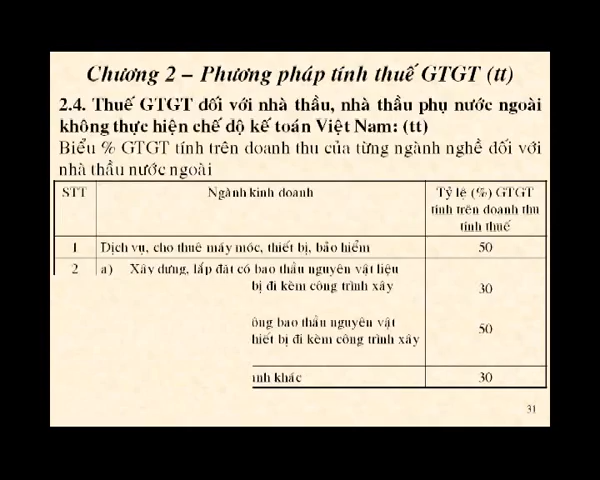 Chương 2 – Phương pháp tính thuế GTGT (tt)
2.4. Thuế GTGT đối với nhà thầu, nhà thầu phụ nước ngoài
không thực hiện chế độ kế toán Việt Nam: (tt)
Biểu % GTGT tính trên doanh thu của từng ngành nghề đối với
nhà thầu nước ngoài
STT Ngành kinh doanh Tỷ lệ (%) GTGT
tính trên doanh thu
tính thuế
1 Dịch vụ, cho thuê máy móc, thiết bị, bảo hiểm 50
2 a) Xây dựng, lắp đặt có bao thầu nguyên vật liệu
bị đi kèm công trình xây 30
ông bao thầu nguyên vật 50
thiết bị đi kèm công trình xây
khác 30
31